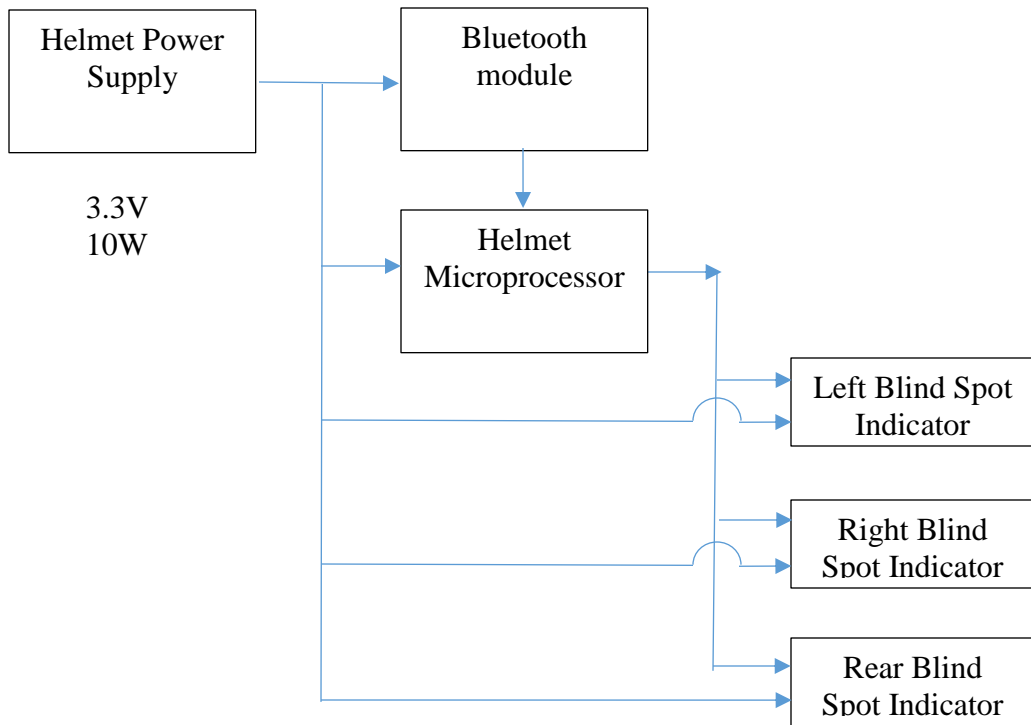 Helmet Power
Supply
Bluetooth
module
3.3V
10W
Helmet
Microprocessor
Left Blind Spot
Indicator
Right Blind
Spot Indicator
Rear Blind
Spot Indicator